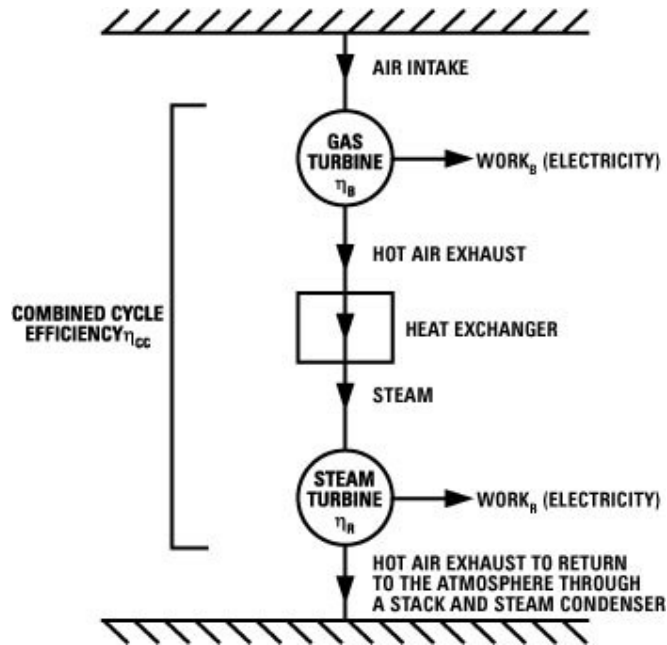 AIR INTAKE
GAS
TURBINE
ηB
WORKB (ELECTRICITY)
HOT AIR EXHAUST
COMBINED CYCLE
EFFICIENCYηCC
HEAT EXCHANGER
STEAM
STEAM
TURBINE
ηR
WORKR (ELECTRICITY)
HOT AIR EXHAUST TO RETURN
TO THE ATMOSPHERE THROUGH
A STACK AND STEAM CONDENSER